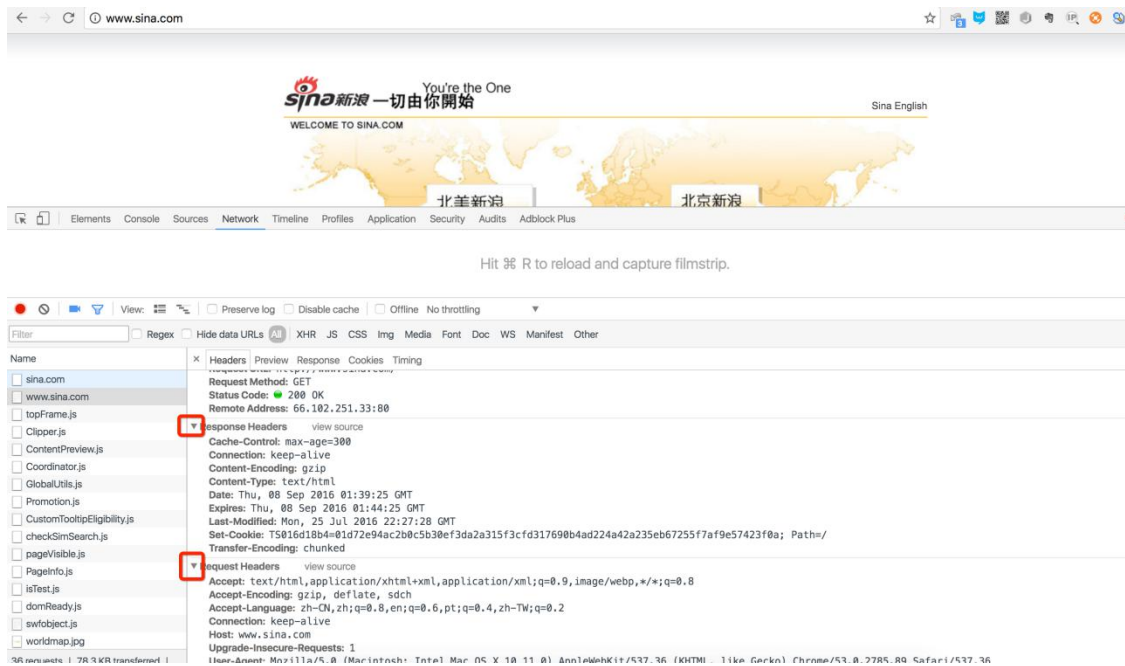 www.sina.com
You're the One
sina新浪 一切由你開始
Sina English
WELCOME TO SINA.COM
北美新浪
北京新浪
Elements Console Sources Network Timeline Profiles Application Security Audits Adblock Plus
Hit ⌘ R to reload and capture filmstrip.
View: Preserve log Disable cache Offline No throttling
Filter Regex Hide data URLs All XHR JS CSS Img Media Font Doc WS Manifest Other
Name × Headers Preview Response Cookies Timing
sina.com
www.sina.com
topFrame.js
Clipper.js
ContentPreview.js
Coordinator.js
GlobalUtils.js
Promotion.js
CustomTooltipEligibility.js
checkSimSearch.js
pageVisible.js
PageInfo.js
isTest.js
domReady.js
swfobject.js
worldmap.jpg
36 requests | 78.3 KB transferred |
Request URL: http://www.sina.com/
Request Method: GET
Status Code: 200 OK
Remote Address: 66.102.251.33:80
Response Headers view source
Cache-Control: max-age=300
Connection: keep-alive
Content-Encoding: gzip
Content-Type: text/html
Date: Thu, 08 Sep 2016 01:39:25 GMT
Expires: Thu, 08 Sep 2016 01:44:25 GMT
Last-Modified: Mon, 25 Jul 2016 22:27:28 GMT
Set-Cookie: TS016d18b4=01d72e94ac2b0c5b30ef3da2a315f3cfd317690b4ad224a42a235eb67255f7af9e57423f0a; Path=/
Transfer-Encoding: chunked
Request Headers view source
Accept: text/html,application/xhtml+xml,application/xml;q=0.9,image/webp,*/*;q=0.8
Accept-Encoding: gzip, deflate, sdch
Accept-Language: zh-CN,zh;q=0.8,en;q=0.6,pt;q=0.4,zh-TW;q=0.2
Connection: keep-alive
Host: www.sina.com
Upgrade-Insecure-Requests: 1
User-Agent: Mozilla/5.0 (Macintosh; Intel Mac OS X 10_11_0) AppleWebKit/537.36 (KHTML, like Gecko) Chrome/53.0.2785.89 Safari/537.36